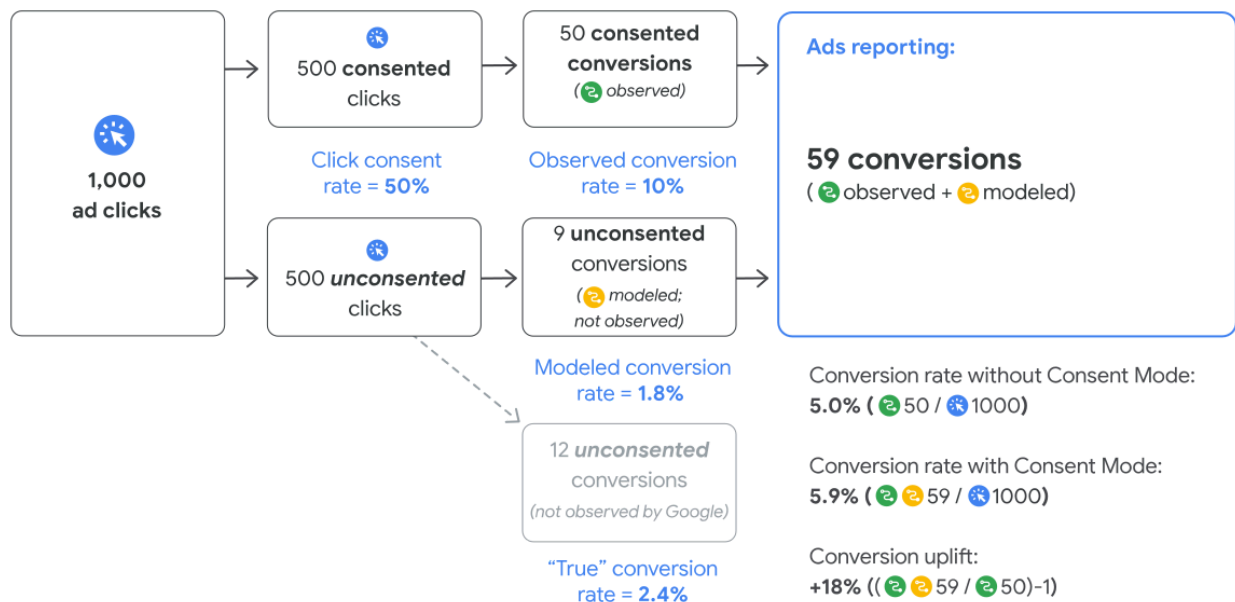 1,000
ad clicks
500 consented
clicks
Click consent
rate = 50%
50 consented
conversions
( observed)
Observed conversion
rate = 10%
500 unconsented
clicks
9 unconsented
conversions
( modeled;
not observed)
Modeled conversion
rate = 1.8%
12 unconsented
conversions
(not observed by Google)
“True” conversion
rate = 2.4%
Ads reporting:
59 conversions
( observed + modeled)
Conversion rate without Consent Mode:
5.0% ( 50 / 1000)
Conversion rate with Consent Mode:
5.9% ( 59 / 1000)
Conversion uplift:
+18% (( 59 / 50)-1)